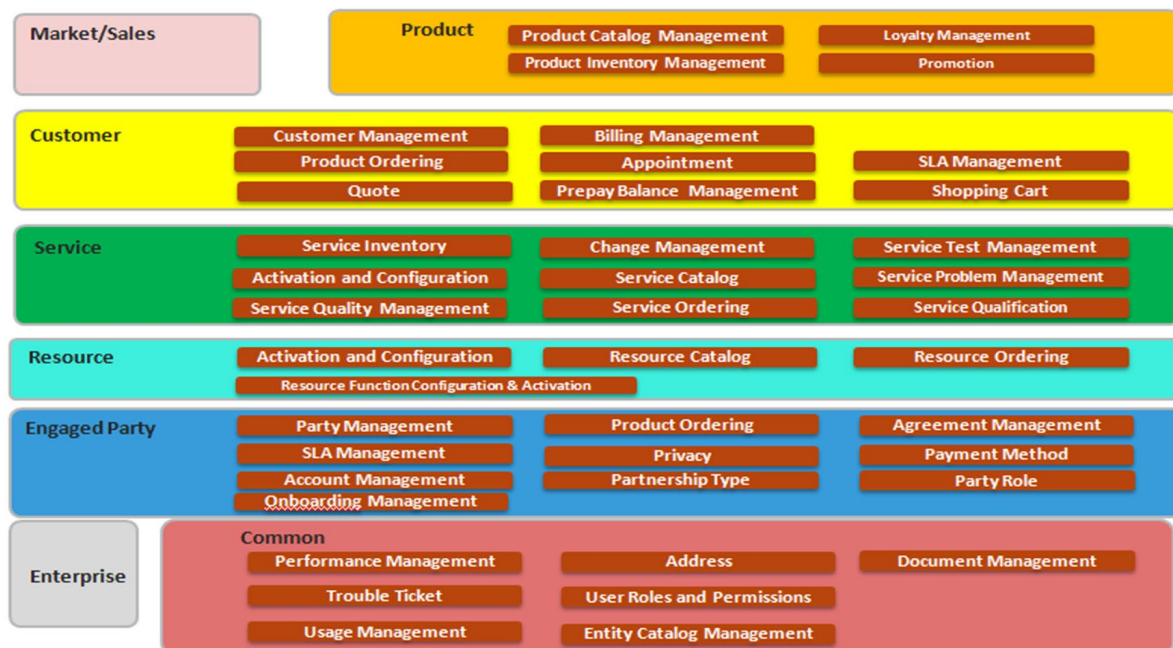 Market/Sales
Product
Product Catalog Management
Loyalty Management
Product Inventory Management
Promotion
Customer
Customer Management
Billing Management
Product Ordering
Appointment
SLA Management
Quote
Prepay Balance Management
Shopping Cart
Service
Service Inventory
Change Management
Service Test Management
Activation and Configuration
Service Catalog
Service Problem Management
Service Quality Management
Service Ordering
Service Qualification
Resource
Activation and Configuration
Resource Catalog
Resource Ordering
Resource Function Configuration & Activation
Engaged Party
Party Management
Product Ordering
Agreement Management
SLA Management
Privacy
Payment Method
Account Management
Partnership Type
Party Role
Onboarding Management
Enterprise
Common
Performance Management
Address
Document Management
Trouble Ticket
User Roles and Permissions
Usage Management
Entity Catalog Management